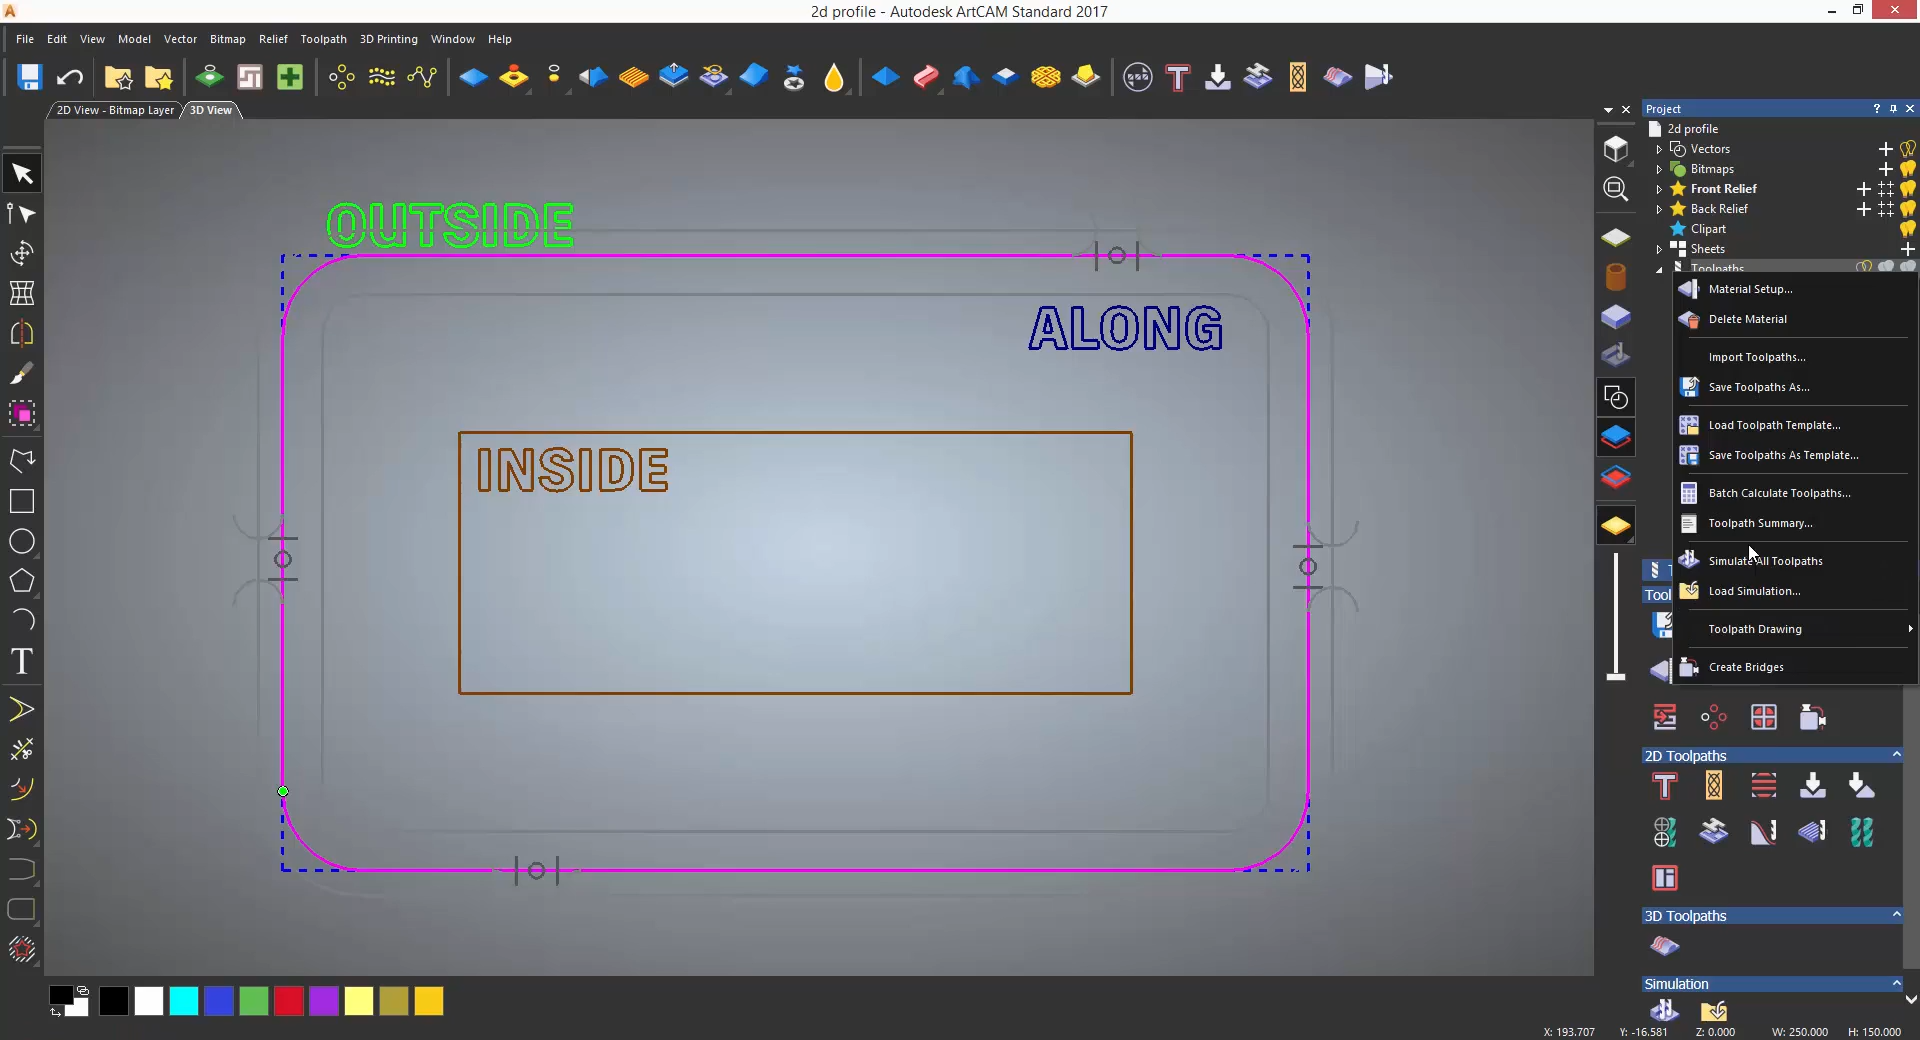 2d profile - Autodesk ArtCAM Standard 2017
File Edit View Model Vector Bitmap Relief Toolpath 3D Printing Window Help
2D View - Bitmap Layer 3D View
Project
2d profile
Vectors
Bitmaps
Front Relief
Back Relief
Clipart
Sheets
Toolpaths
Material Setup...
Delete Material
Import Toolpaths...
Save Toolpaths As...
Load Toolpath Template...
Save Toolpaths As Template...
Batch Calculate Toolpaths...
Toolpath Summary...
Simulate All Toolpaths
Load Simulation...
Toolpath Drawing
Create Bridges
OUTSIDE
ALONG
INSIDE
2D Toolpaths
3D Toolpaths
Simulation
X: 193.707 Y: -16.581 Z: 0.000 W: 250.000 H: 150.000